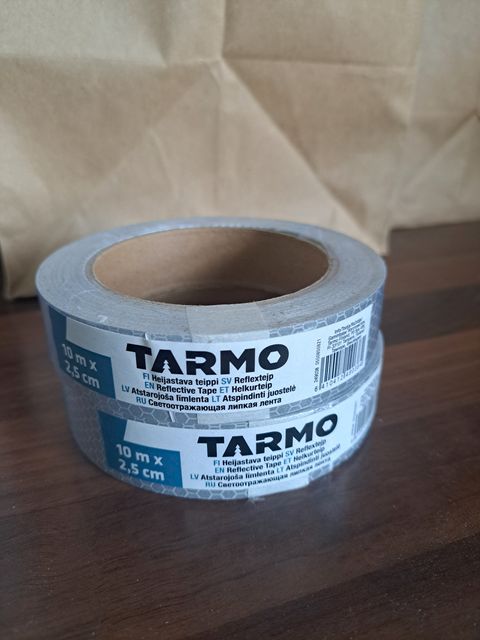 10 m x
2,5 cm
TARMO
FI Heijastava teippi SV Reflextejp
EN Reflective Tape ET Helkurteip
LV Atstarojoša līmlenta LT Atspindinti juostelė
RU Светоотражающая липкая лента
10 m x
2,5 cm
TARMO
FI Heijastava teippi SV Reflextejp
EN Reflective Tape ET Helkurteip
LV Atstarojoša līmlenta LT Atspindinti juostelė
RU Светоотражающая липкая лента